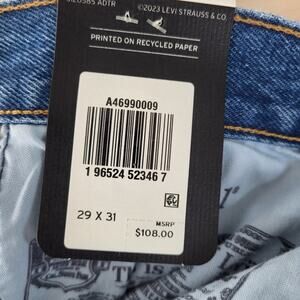 ©2023 LEVI STRAUSS & CO.
PRINTED ON RECYCLED PAPER
A46990009
1 96524 52346 7
29 X 31
MSRP
$108.00